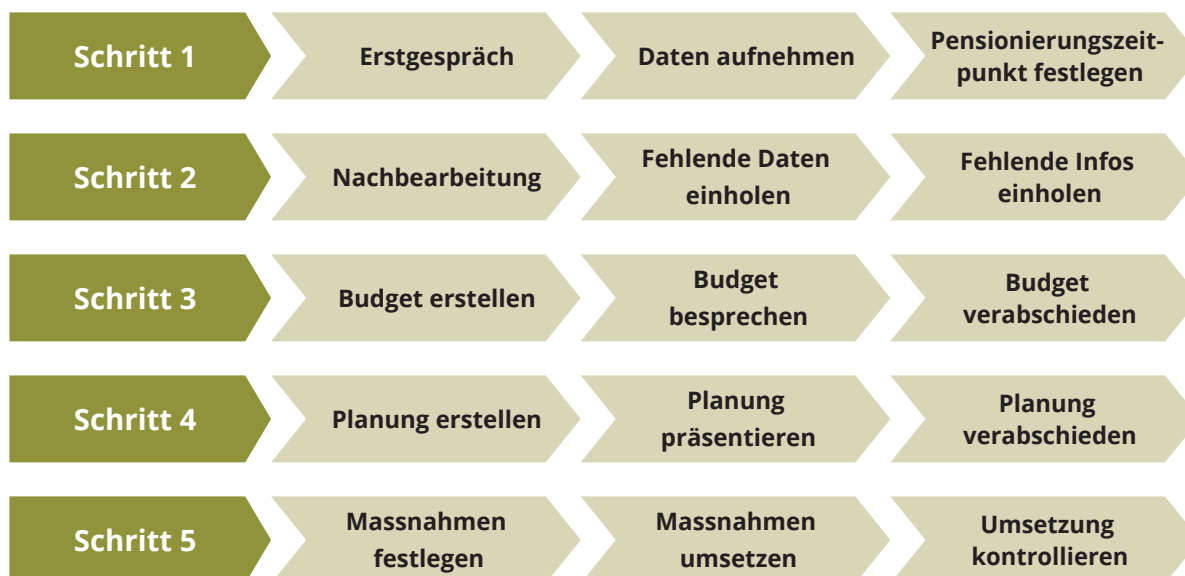 Schritt 1
Erstgespräch
Daten aufnehmen
Pensionierungszeit-
punkt festlegen
Schritt 2
Nachbearbeitung
Fehlende Daten
einholen
Fehlende Infos
einholen
Schritt 3
Budget erstellen
Budget
besprechen
Budget
verabschieden
Schritt 4
Planung erstellen
Planung
präsentieren
Planung
verabschieden
Schritt 5
Massnahmen
festlegen
Massnahmen
umsetzen
Umsetzung
kontrollieren